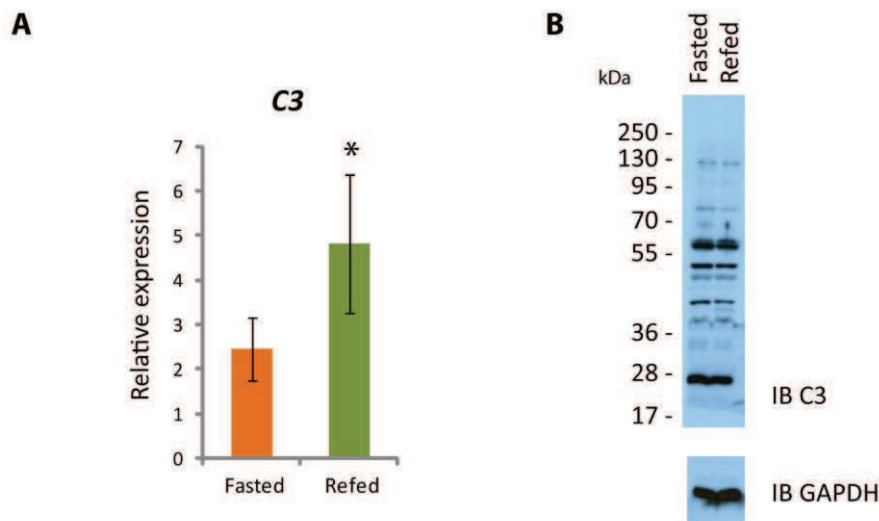 A
C3
Relative expression
7
6
5
4
3
2
1
0
*
Fasted
Refed
B
kDa
Fasted
Refed
250 -
130 -
95 -
70 -
55 -
36 -
28 -
17 -
IB C3
IB GAPDH